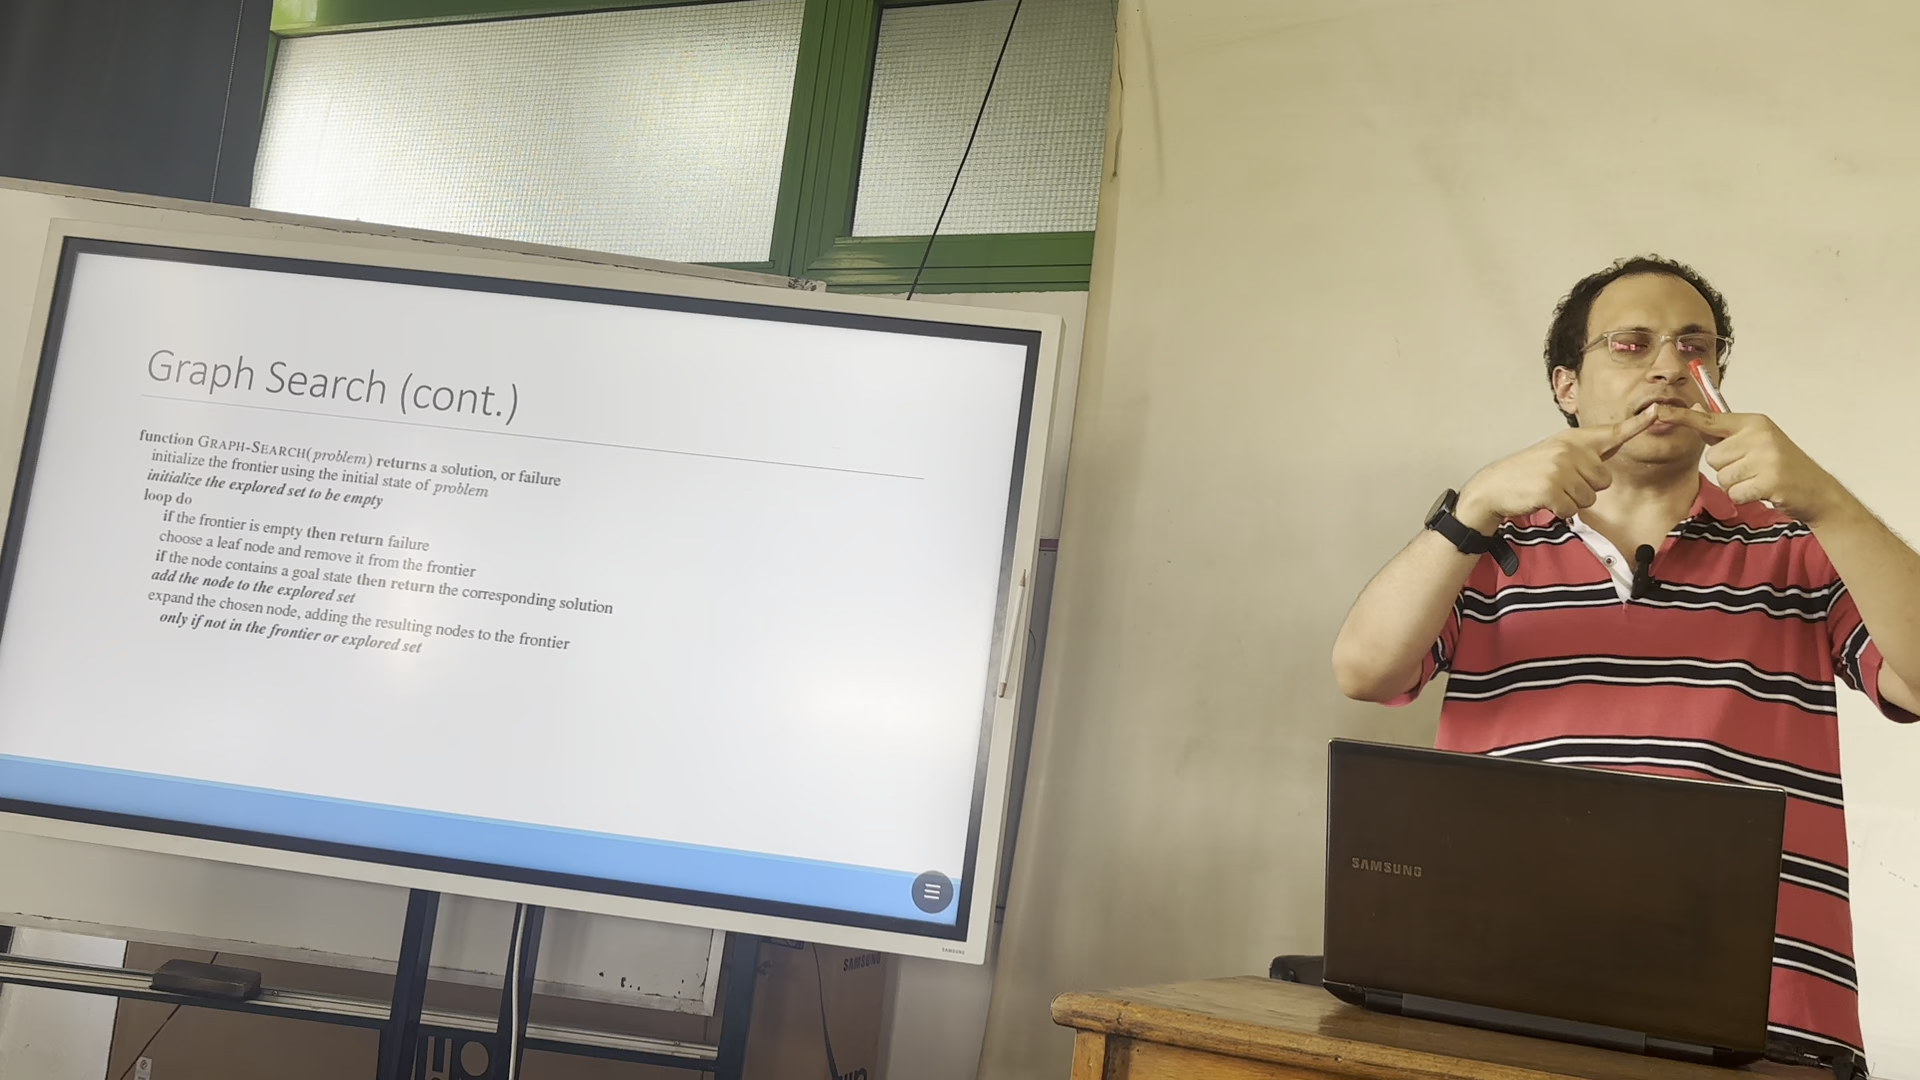 Graph Search (cont.)
function GRAPH-SEARCH(problem) returns a solution, or failure
initialize the frontier using the initial state of problem
initialize the explored set to be empty
loop do
if the frontier is empty then return failure
choose a leaf node and remove it from the frontier
if the node contains a goal state then return the corresponding solution
add the node to the explored set
expand the chosen node, adding the resulting nodes to the frontier
only if not in the frontier or explored set
SAMSUNG
SAMSUNG
SAMSUNG